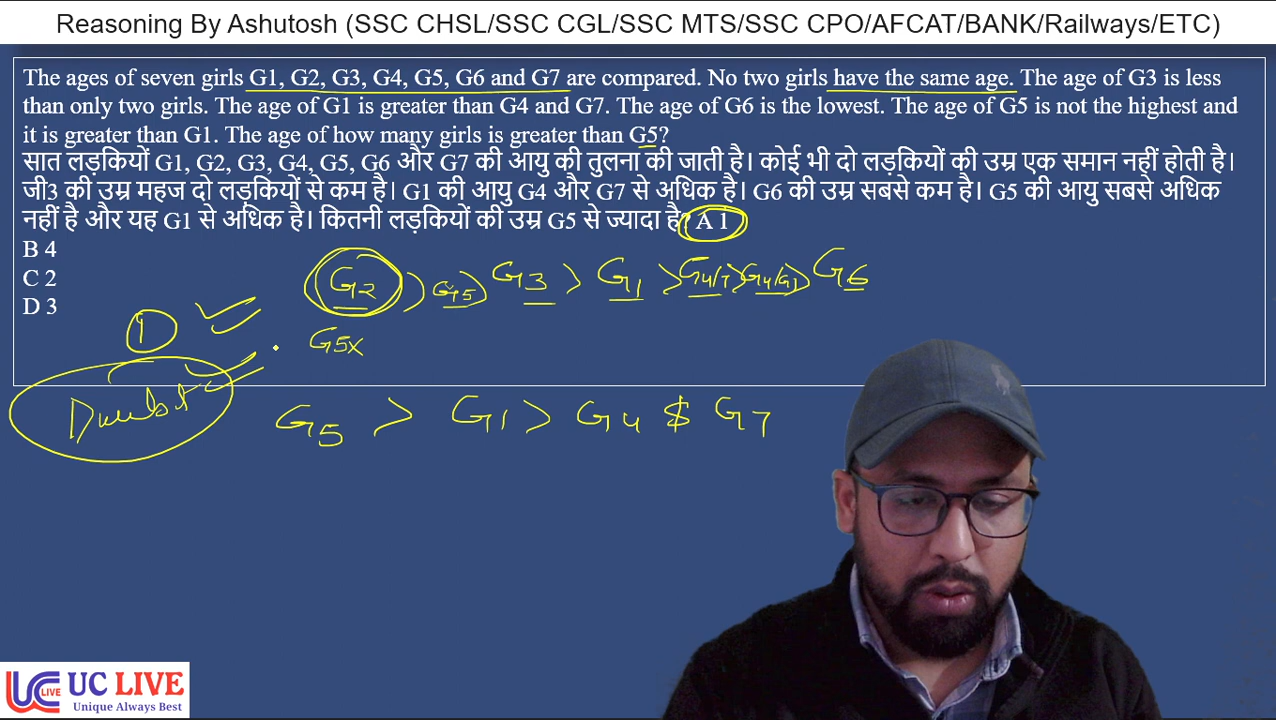 Reasoning By Ashutosh (SSC CHSL/SSC CGL/SSC MTS/SSC CPO/AFCAT/BANK/Railways/ETC)
The ages of seven girls G1, G2, G3, G4, G5, G6 and G7 are compared. No two girls have the same age. The age of G3 is less
than only two girls. The age of G1 is greater than G4 and G7. The age of G6 is the lowest. The age of G5 is not the highest and
it is greater than G1. The age of how many girls is greater than G5?
सात लड़कियों G1, G2, G3, G4, G5, G6 और G7 की आयु की तुलना की जाती है। कोई भी दो लड़कियों की उम्र एक समान नहीं होती है।
जी3 की उम्र महज दो लड़कियों से कम है। G1 की आयु G4 और G7 से अधिक है। G6 की उम्र सबसे कम है। G5 की आयु सबसे अधिक
नहीं है और यह G1 से अधिक है। कितनी लड़कियों की उम्र G5 से ज्यादा है? A 1
B 4
C 2
D 3
G2 > G5 > G3 > G1 > G4/7 > G4/G7 > G6
1
G5x
G5 > G1 > G4 $ G7
LIVE UC LIVE
Unique Always Best